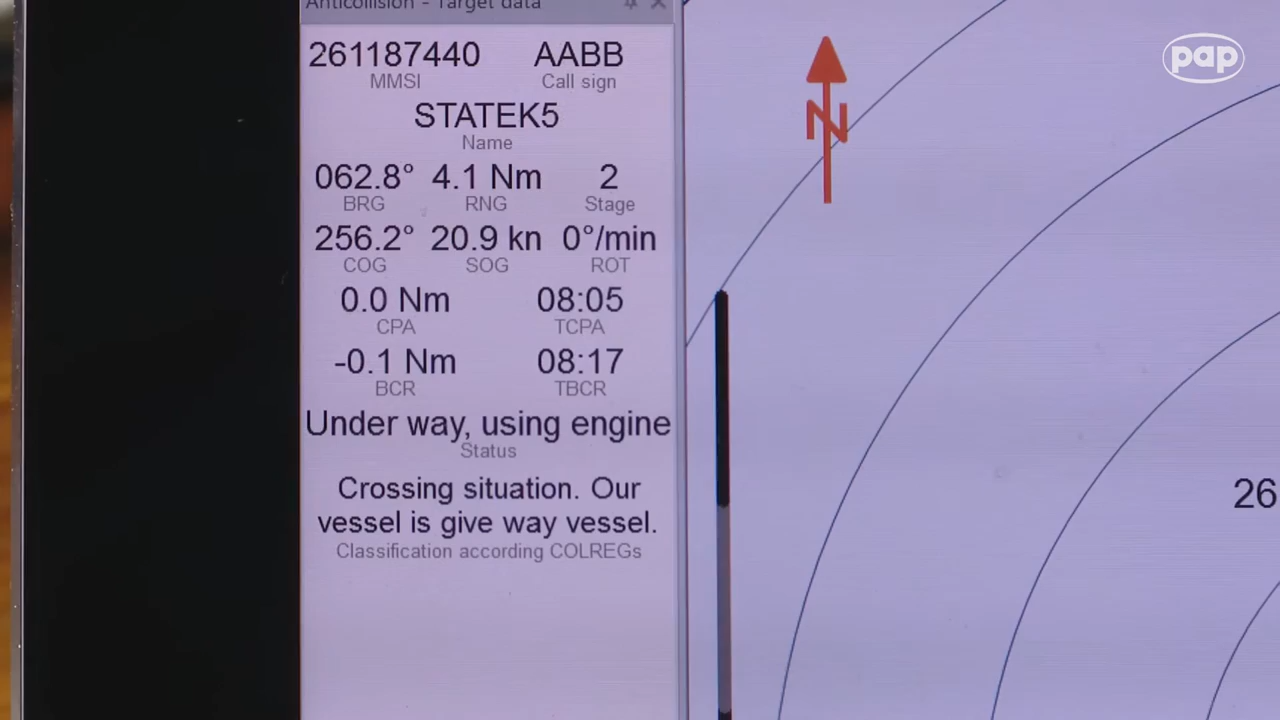 Anticollision - Target data
261187440 AABB
MMSI Call sign
STATEK5
Name
062.8° 4.1 Nm 2
BRG RNG Stage
256.2° 20.9 kn 0°/min
COG SOG ROT
0.0 Nm 08:05
CPA TCPA
-0.1 Nm 08:17
BCR TBCR
Under way, using engine
Status
Crossing situation. Our
vessel is give way vessel.
Classification according COLREGs
N
26
pap